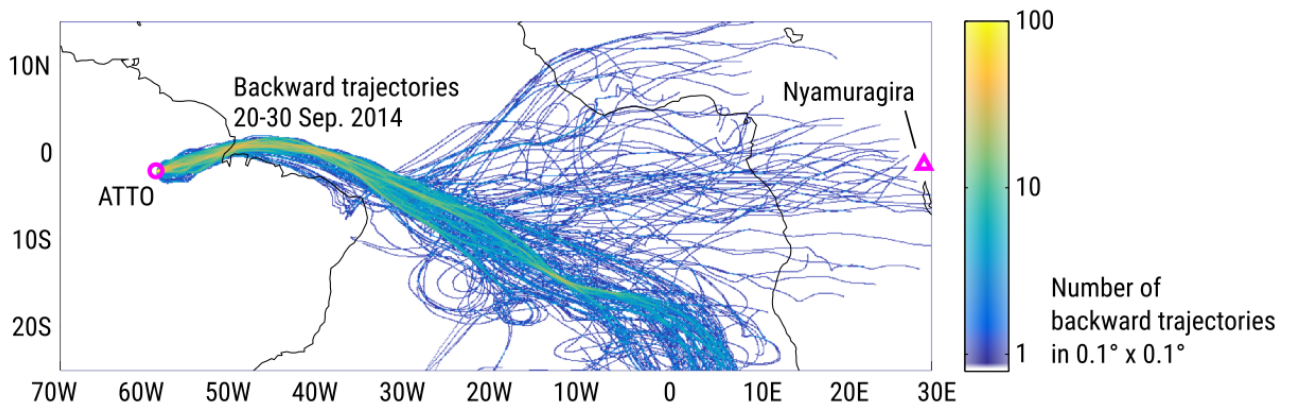 100
10N
Backward trajectories
20-30 Sep. 2014
Nyamuragira
0
ATTO
10
10S
20S
Number of
backward trajectories
in 0.1° x 0.1°
1
70W 60W 50W 40W 30W 20W 10W 0 10E 20E 30E